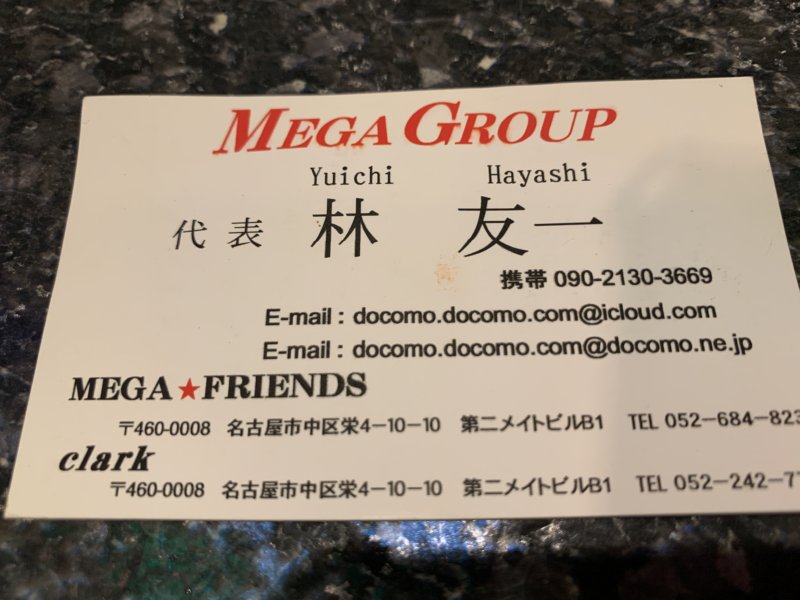 MEGA GROUP
Yuichi Hayashi
代表 林 友一
携帯 090-2130-3669
E-mail : docomo.docomo.com@icloud.com
E-mail : docomo.docomo.com@docomo.ne.jp
MEGA★FRIENDS
〒460-0008 名古屋市中区栄4-10-10 第二メイトビルB1 TEL 052-684-823
clark
〒460-0008 名古屋市中区栄4-10-10 第二メイトビルB1 TEL 052-242-7